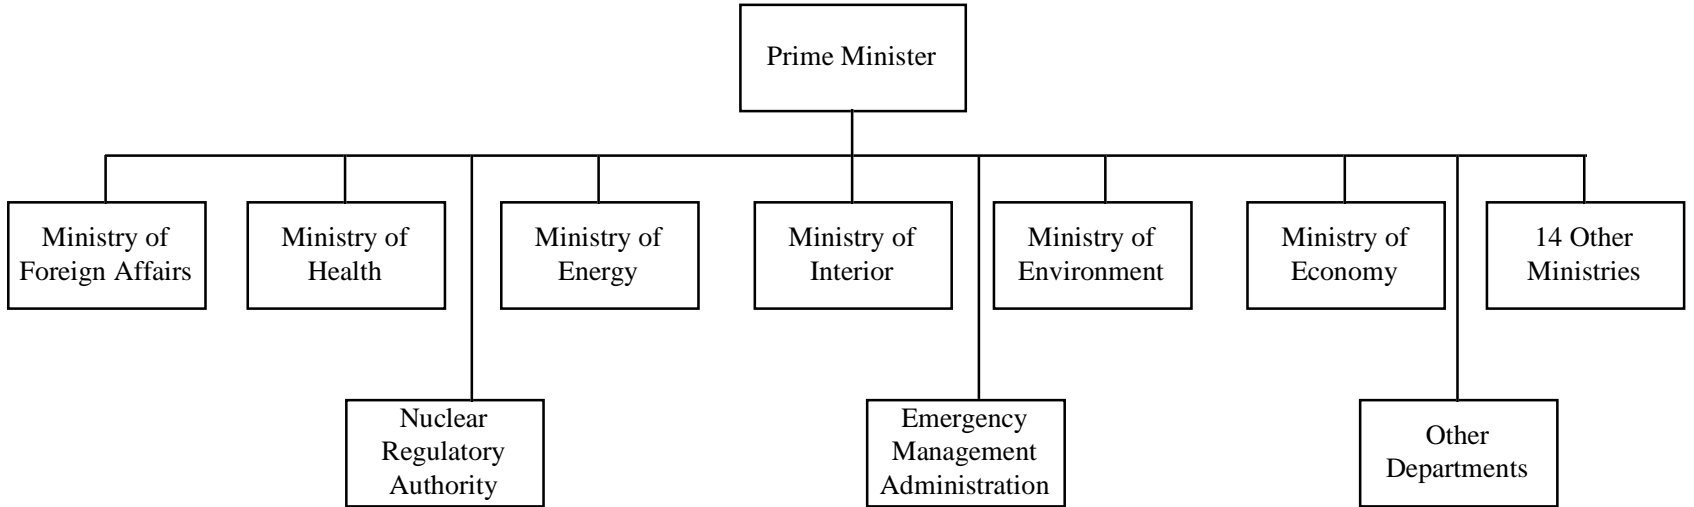 Prime Minister
Ministry of
Foreign Affairs
Ministry of
Health
Ministry of
Energy
Ministry of
Interior
Ministry of
Environment
Ministry of
Economy
14 Other
Ministries
Nuclear
Regulatory
Authority
Emergency
Management
Administration
Other
Departments